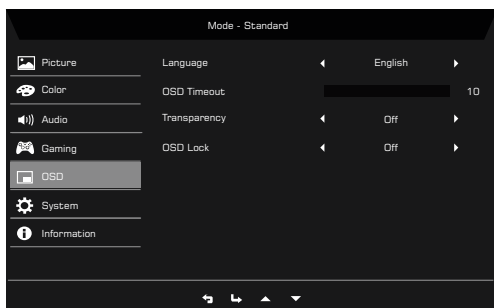 Mode - Standard
Picture
Color
Audio
Gaming
OSD
System
Information
Language English
OSD Timeout 10
Transparency Off
OSD Lock Off